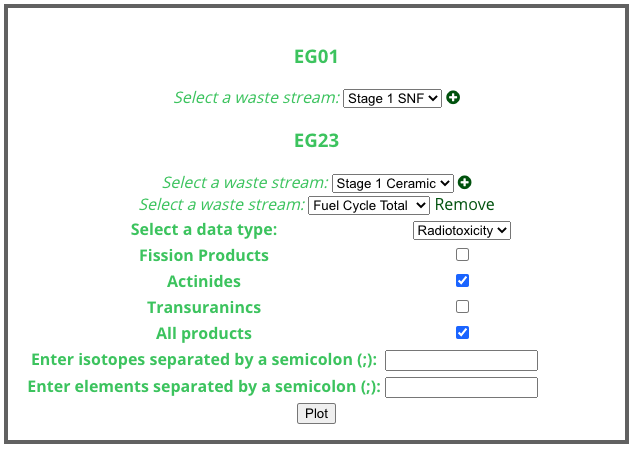 EG01
Select a waste stream: Stage 1 SNF
EG23
Select a waste stream: Stage 1 Ceramic
Select a waste stream: Fuel Cycle Total Remove
Select a data type: Radiotoxicity
Fission Products
Actinides
Transuranincs
All products
Enter isotopes separated by a semicolon (;):
Enter elements separated by a semicolon (;):
Plot